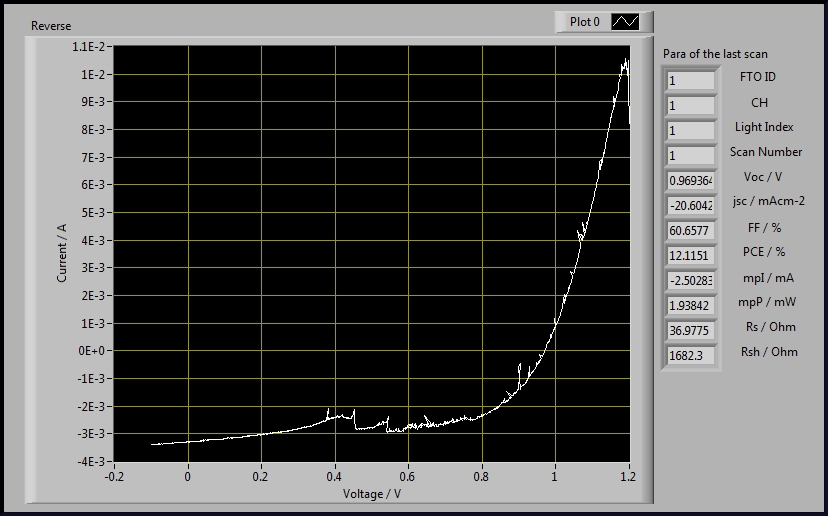 Reverse
Plot 0
1.1E-2
1E-2
9E-3
8E-3
7E-3
6E-3
5E-3
4E-3
3E-3
2E-3
1E-3
0E+0
-1E-3
-2E-3
-3E-3
-4E-3
Current / A
-0.2 0 0.2 0.4 0.6 0.8 1 1.2
Voltage / V
Para of the last scan
1 FTO ID
1 CH
1 Light Index
1 Scan Number
0.969364 Voc / V
-20.6042 jsc / mAcm-2
60.6577 FF / %
12.1151 PCE / %
-2.50283 mpI / mA
1.93842 mpP / mW
36.9775 Rs / Ohm
1682.3 Rsh / Ohm